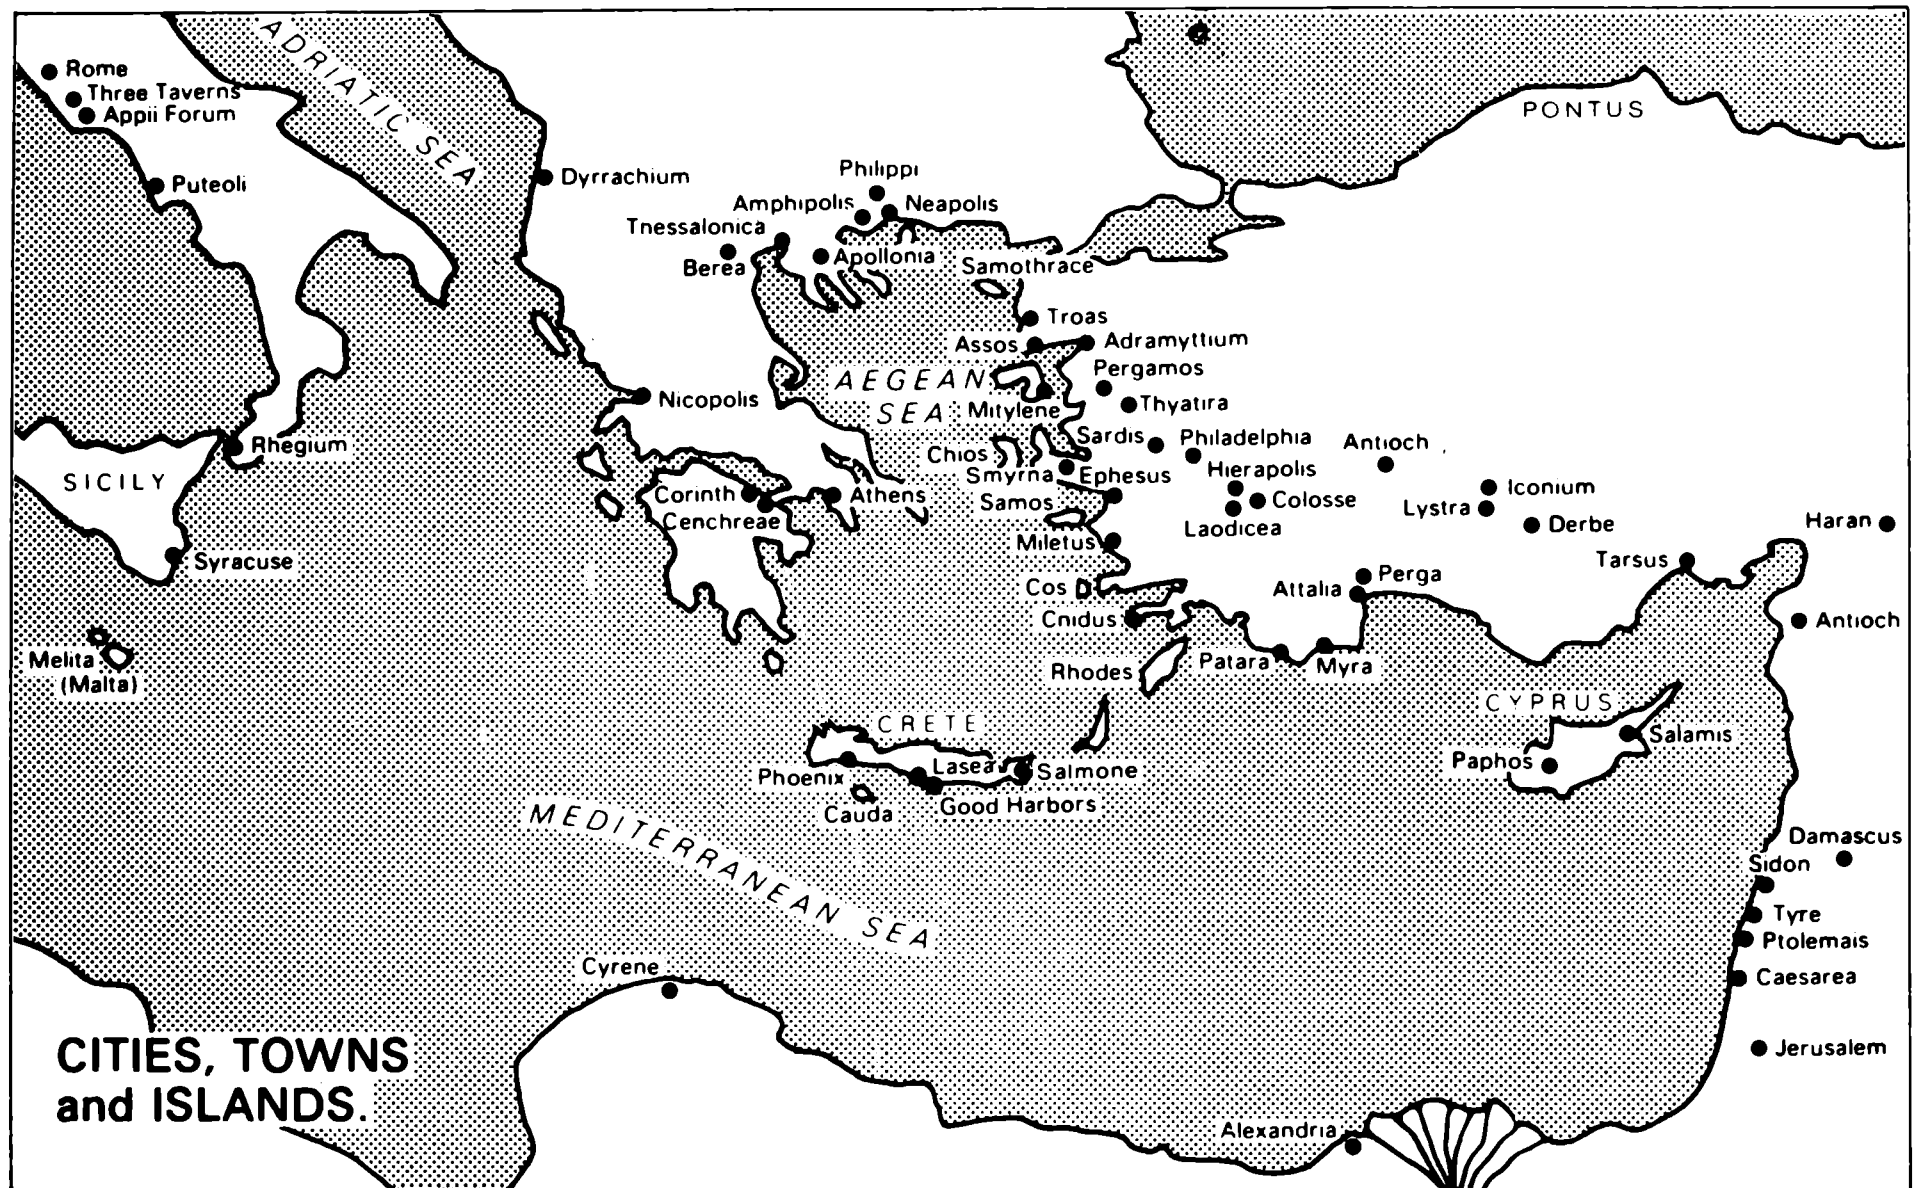 ADRIATIC SEA
Rome
Three Taverns
Appii Forum
PONTUS
Puteoli
Dyrrachium
Philippi
Amphipolis
Neapolis
Tnessalonica
Berea
Apollonia
Samothrace
Troas
Assos
Adramyttium
Pergamos
AEGEAN
SEA
Mitylene
Thyatira
Nicopolis
Rhegium
SICILY
Chios
Sardis
Philadelphia
Antioch
Smyrna
Ephesus
Hierapolis
Colosse
Laodicea
Iconium
Lystra
Derbe
Haran
Corinth
Cenchreae
Athens
Samos
Miletus
Syracuse
Tarsus
Cos
Attalia
Perga
Cnidus
Antioch
Melita
(Malta)
Rhodes
Patara
Myra
CRETE
CYPRUS
Salamis
Paphos
Phoenix
Lasea
Salmone
Good Harbors
Cauda
MEDITERRANEAN SEA
Damascus
Sidon
Tyre
Ptolemais
Caesarea
Cyrene
Jerusalem
CITIES, TOWNS
and ISLANDS.
Alexandria